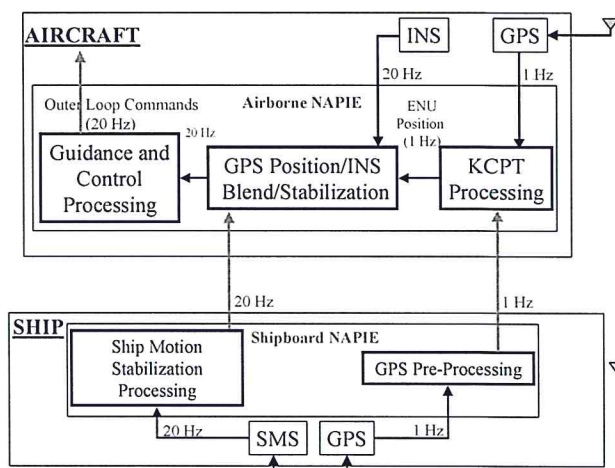 AIRCRAFT
INS
GPS
20 Hz
1 Hz
Outer Loop Commands
(20 Hz)
Airborne NAPIE
ENU
Position
(1 Hz)
20 Hz
Guidance and
Control
Processing
GPS Position/INS
Blend/Stabilization
KCPT
Processing
20 Hz
1 Hz
SHIP
Shipboard NAPIE
Ship Motion
Stabilization
Processing
GPS Pre-Processing
20 Hz
SMS
GPS
1 Hz